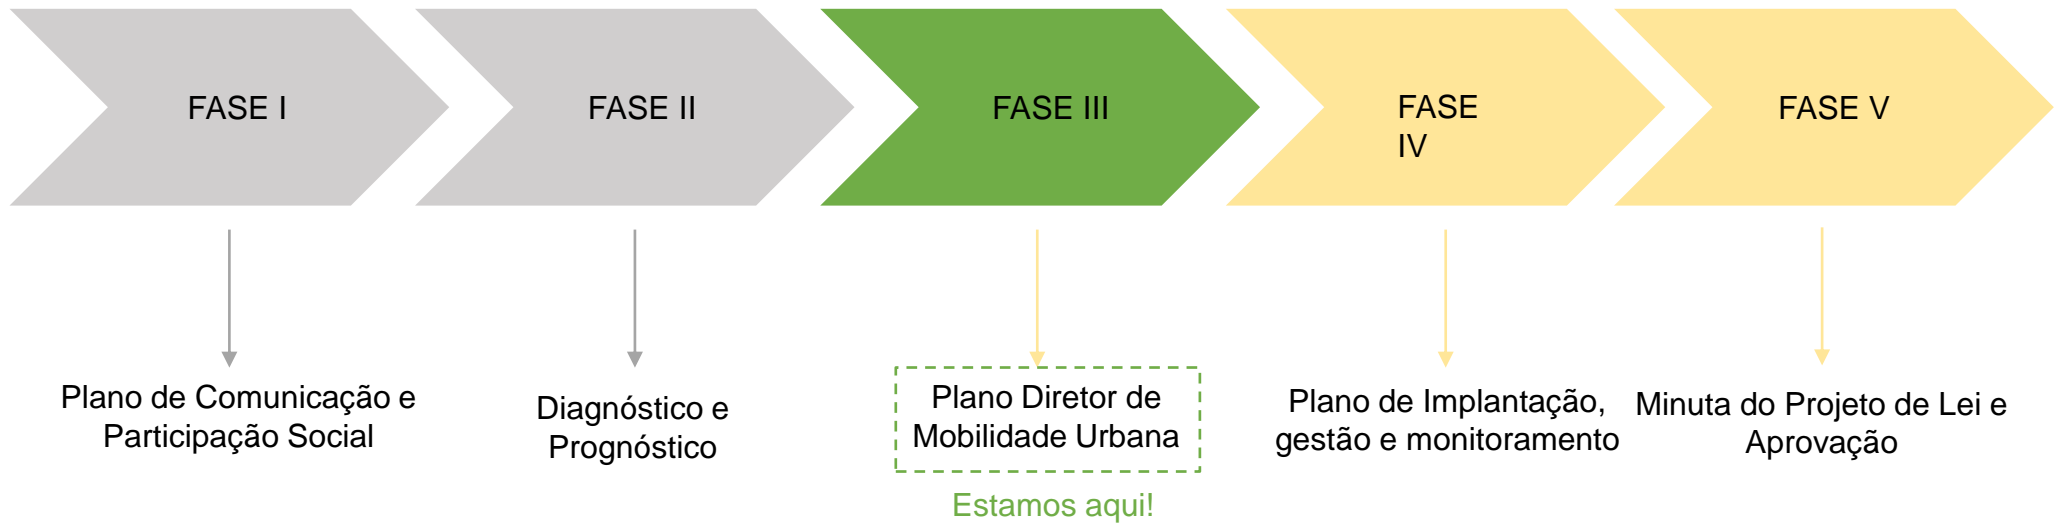 FASE I
FASE II
FASE III
FASE
IV
FASE V
Plano de Comunicação e
Participação Social
Diagnóstico e
Prognóstico
Plano Diretor de
Mobilidade Urbana
Estamos aqui!
Plano de Implantação,
gestão e monitoramento
Minuta do Projeto de Lei e
Aprovação